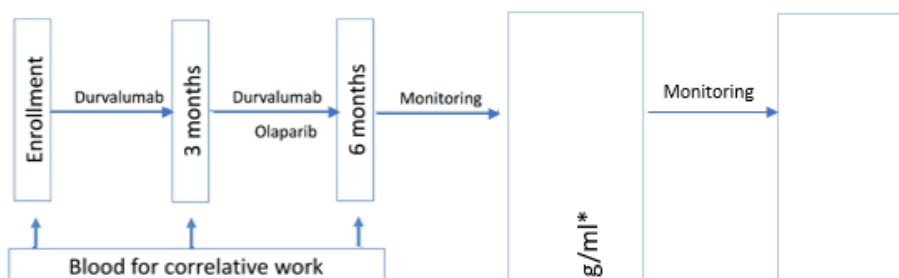 Enrollment
Durvalumab
3 months
Durvalumab
Olaparib
6 months
Monitoring
g/ml*
Monitoring
Blood for correlative work